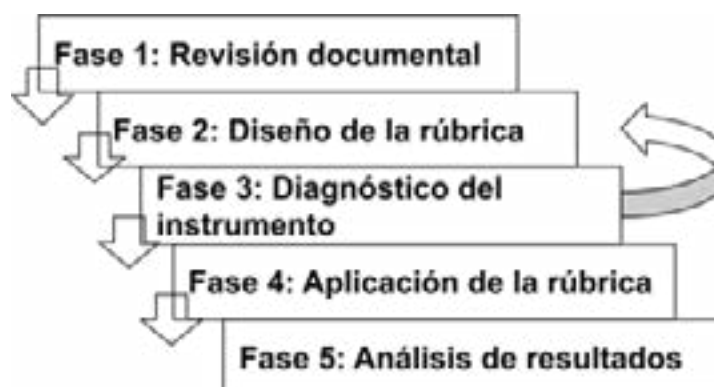 Fase 1: Revisión documental
Fase 2: Diseño de la rúbrica
Fase 3: Diagnóstico del
instrumento
Fase 4: Aplicación de la rúbrica
Fase 5: Análisis de resultados